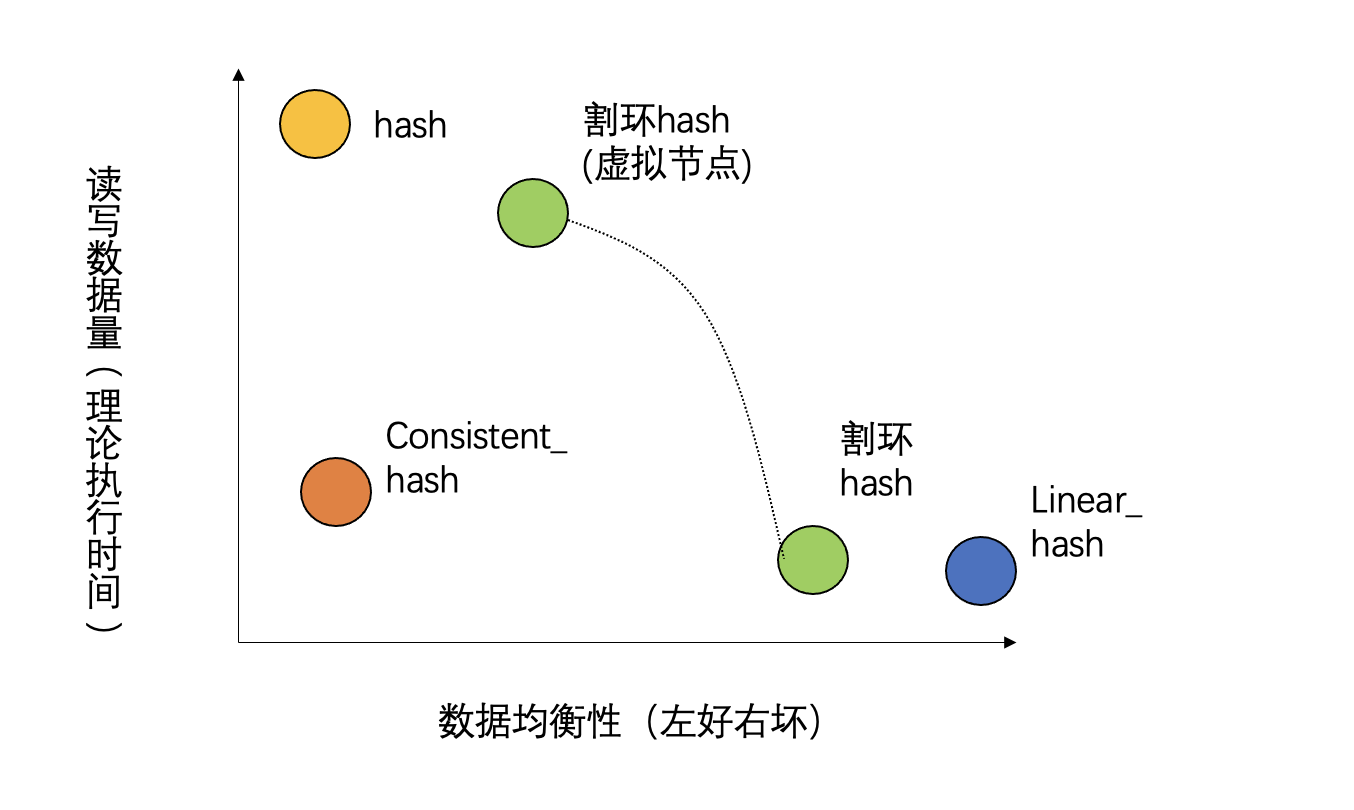 hash
割环hash
(虚拟节点)
读写数据量（理论执行时间）
Consistent_
hash
割环
hash
Linear_
hash
数据均衡性（左好右坏）